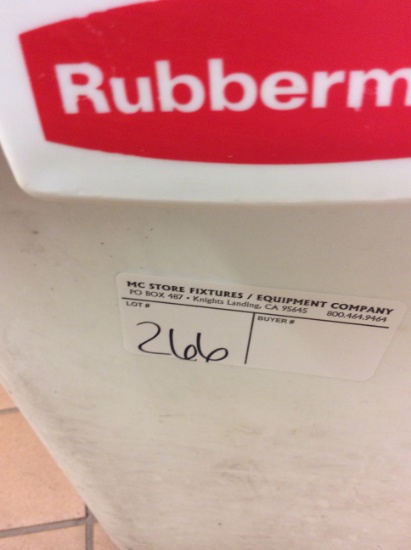 Rubberm
MC STORE FIXTURES / EQUIPMENT COMPANY
PO BOX 487 • Knights Landing, CA 95645 800.464.9464
LOT #
BUYER #
266